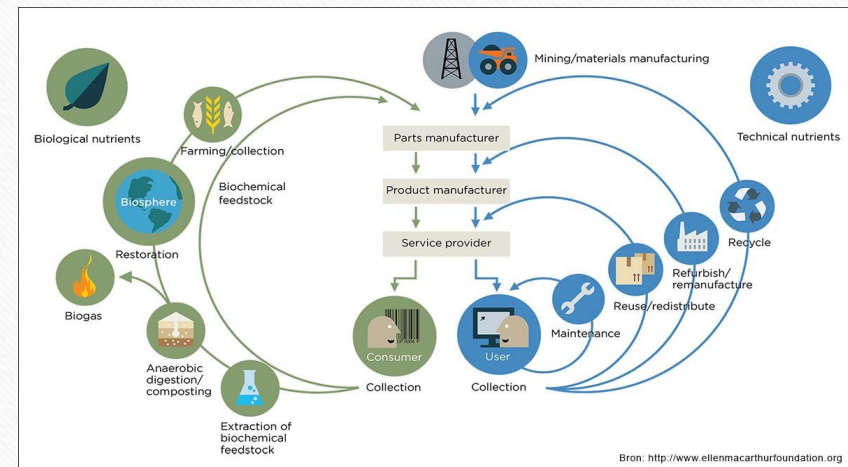 Mining/materials manufacturing
Biological nutrients
Technical nutrients
Farming/collection
Parts manufacturer
Biochemical
feedstock
Product manufacturer
Biosphere
Restoration
Service provider
Recycle
Refurbish/
remanufacture
Reuse/redistribute
Biogas
Maintenance
Consumer
User
Collection
Collection
Anaerobic
digestion/
composting
Extraction of
biochemical
feedstock
Bron: http://www.ellenmacarthurfoundation.org